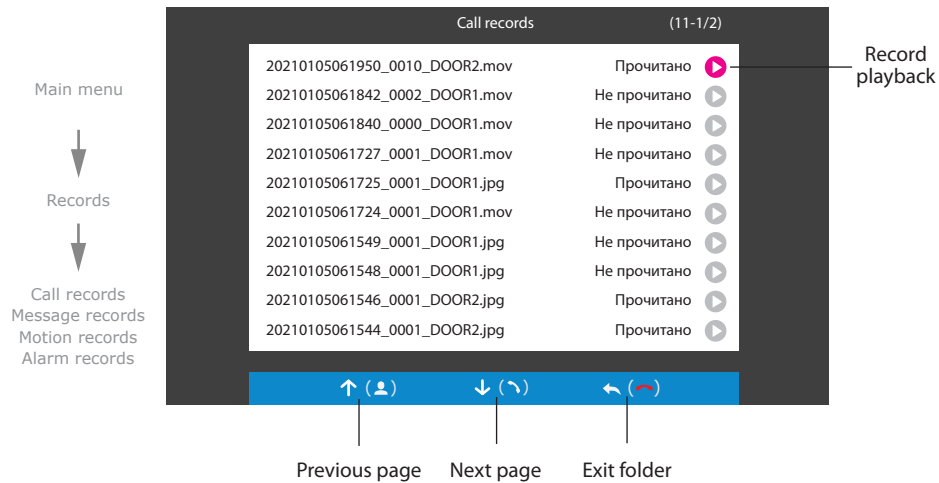 Call records (11-1/2)
20210105061950_0010_DOOR2.mov Прочитано
Record
playback
20210105061842_0002_DOOR1.mov Не прочитано
20210105061840_0000_DOOR1.mov Не прочитано
20210105061727_0001_DOOR1.mov Не прочитано
20210105061725_0001_DOOR1.jpg Прочитано
20210105061724_0001_DOOR1.mov Не прочитано
20210105061549_0001_DOOR1.jpg Не прочитано
20210105061548_0001_DOOR1.jpg Не прочитано
20210105061546_0001_DOOR2.jpg Прочитано
20210105061544_0001_DOOR2.jpg Прочитано
Main menu
Records
Call records
Message records
Motion records
Alarm records
Previous page Next page Exit folder